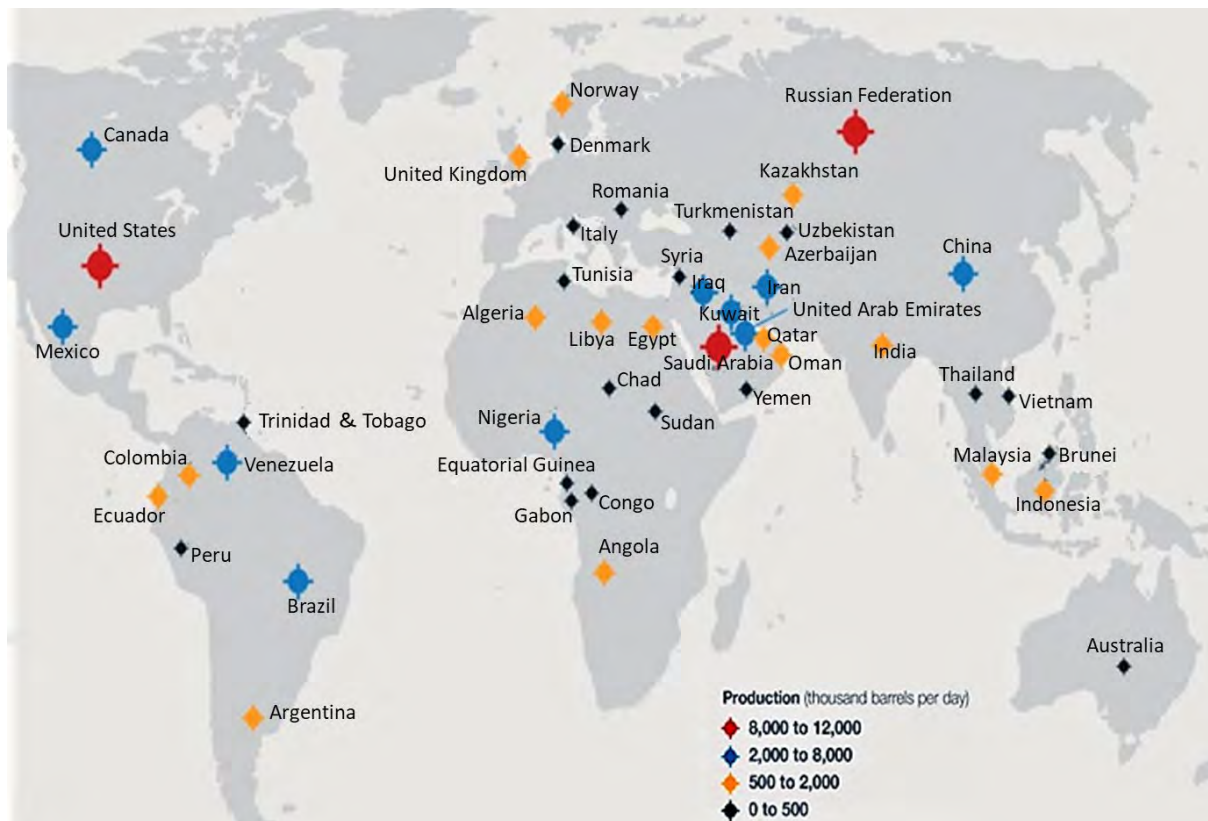 Norway
Russian Federation
Canada
Denmark
United Kingdom
Kazakhstan
Romania
Turkmenistan
United States
Italy
Uzbekistan
Azerbaijan
China
Syria
Tunisia
Iraq
Iran
United Arab Emirates
Kuwait
Algeria
Libya
Egypt
Qatar
Mexico
India
Saudi Arabia
Oman
Thailand
Chad
Yemen
Vietnam
Trinidad & Tobago
Nigeria
Sudan
Colombia
Venezuela
Equatorial Guinea
Malaysia
Brunei
Congo
Indonesia
Ecuador
Gabon
Angola
Peru
Brazil
Australia
Argentina
Production (thousand barrels per day)
8,000 to 12,000
2,000 to 8,000
500 to 2,000
0 to 500